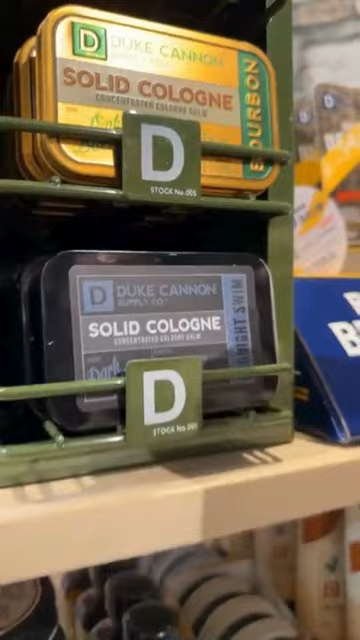 D DUKE CANNON
SUPPLY CO
SOLID COLOGNE
CONCENTRATED COLOGNE BALM
BOURBON
D
STOCK No.005
D DUKE CANNON
SUPPLY CO
SOLID COLOGNE
CONCENTRATED COLOGNE BALM
MIDNIGHT SWIM
D
STOCK No.